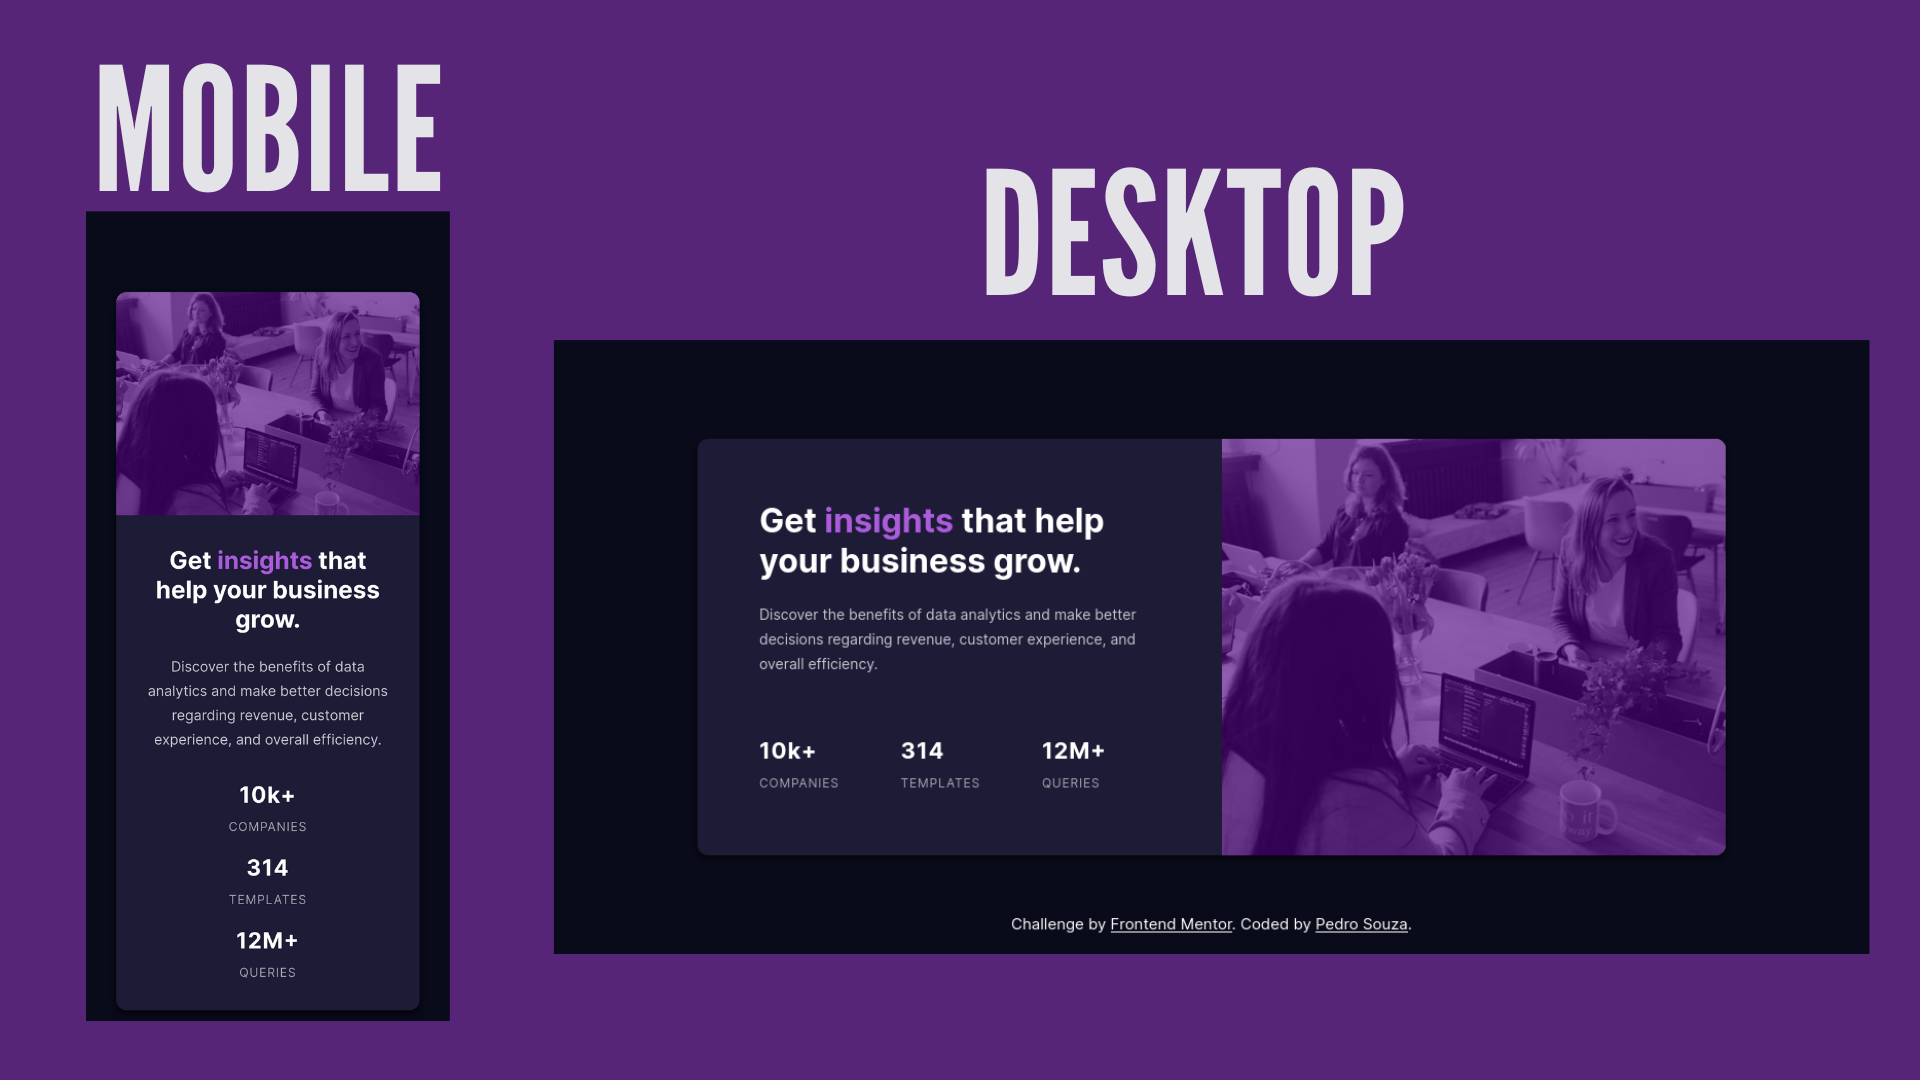 MOBILE
Get insights that
help your business
grow.
Discover the benefits of data
analytics and make better decisions
regarding revenue, customer
experience, and overall efficiency.
10k+
COMPANIES
314
TEMPLATES
12M+
QUERIES
DESKTOP
Get insights that help
your business grow.
Discover the benefits of data analytics and make better
decisions regarding revenue, customer experience, and
overall efficiency.
10k+ 314 12M+
COMPANIES TEMPLATES QUERIES
Challenge by Frontend Mentor. Coded by Pedro Souza.